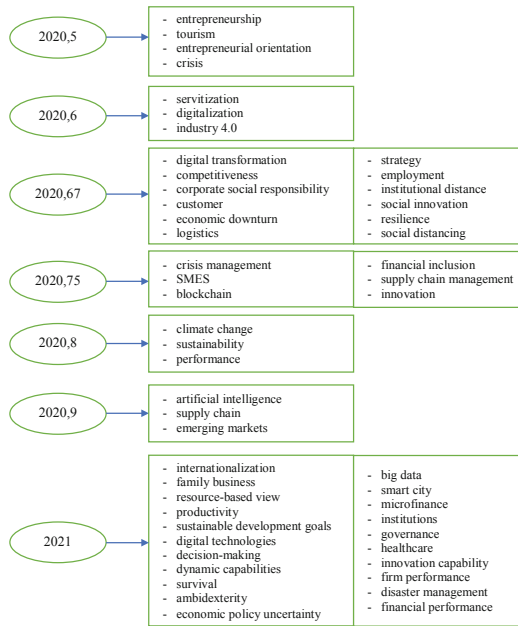 2020,5
- entrepreneurship
- tourism
- entrepreneurial orientation
- crisis
2020,6
- servitization
- digitalization
- industry 4.0
2020,67
- digital transformation
- competitiveness
- corporate social responsibility
- customer
- economic downturn
- logistics
- strategy
- employment
- institutional distance
- social innovation
- resilience
- social distancing
2020,75
- crisis management
- SMES
- blockchain
- financial inclusion
- supply chain management
- innovation
2020,8
- climate change
- sustainability
- performance
2020,9
- artificial intelligence
- supply chain
- emerging markets
2021
- internationalization
- family business
- resource-based view
- productivity
- sustainable development goals
- digital technologies
- decision-making
- dynamic capabilities
- survival
- ambidexterity
- economic policy uncertainty
- big data
- smart city
- microfinance
- institutions
- governance
- healthcare
- innovation capability
- firm performance
- disaster management
- financial performance